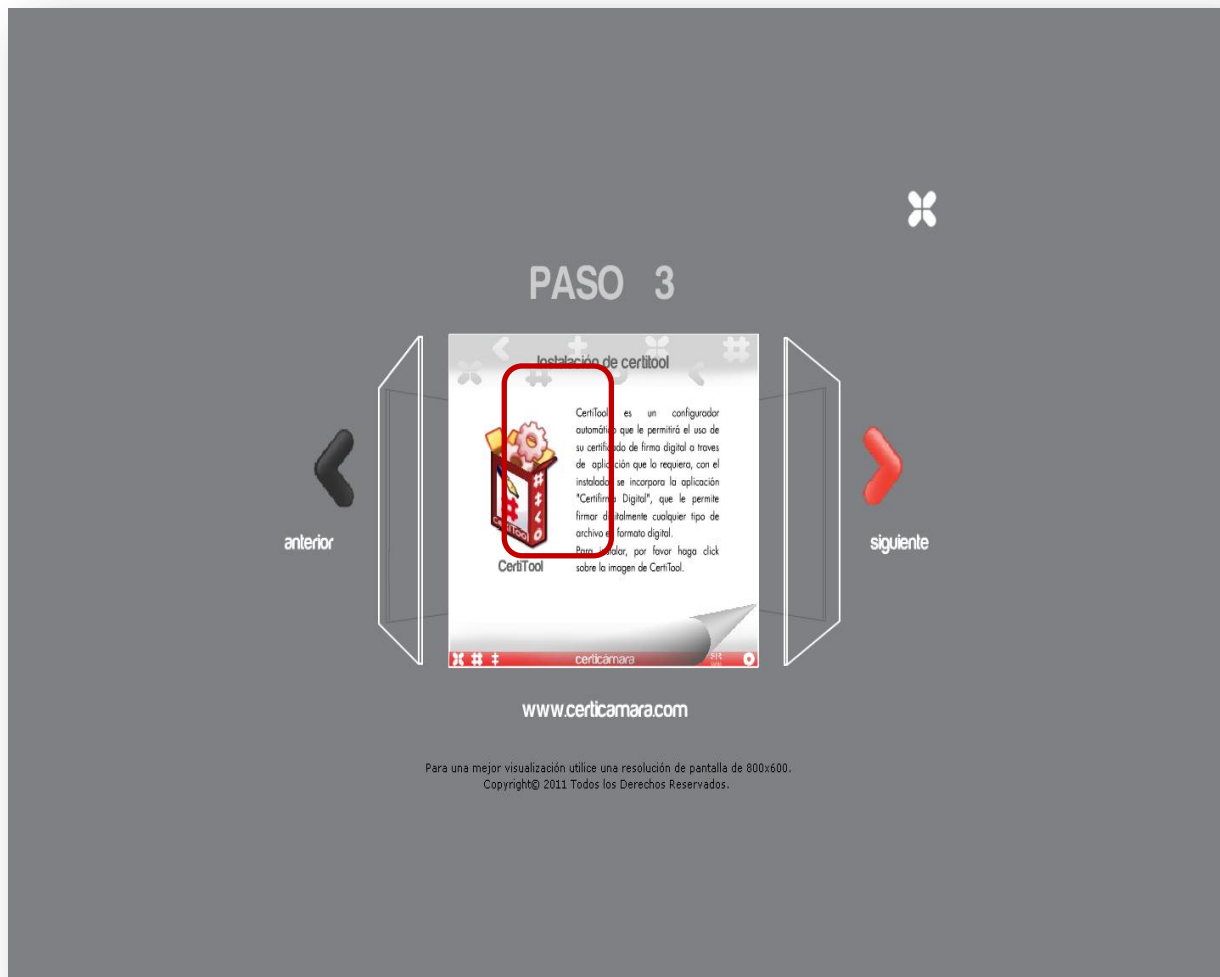 PASO 3
Instalación de certitool
CertiTool es un configurador
automático que le permitirá el uso de
su certificado de firma digital a traves
de aplicación que lo requiera, con el
instalador se incorpora la aplicación
"Certifirma Digital", que le permite
firmar digitalmente cualquier tipo de
archivo en formato digital.
Para instalar, por favor haga click
sobre la imagen de CertiTool.
CertiTool
CertiTool
anterior
siguiente
certicámara
www.certicamara.com
Para una mejor visualización utilice una resolución de pantalla de 800x600.
Copyright© 2011 Todos los Derechos Reservados.